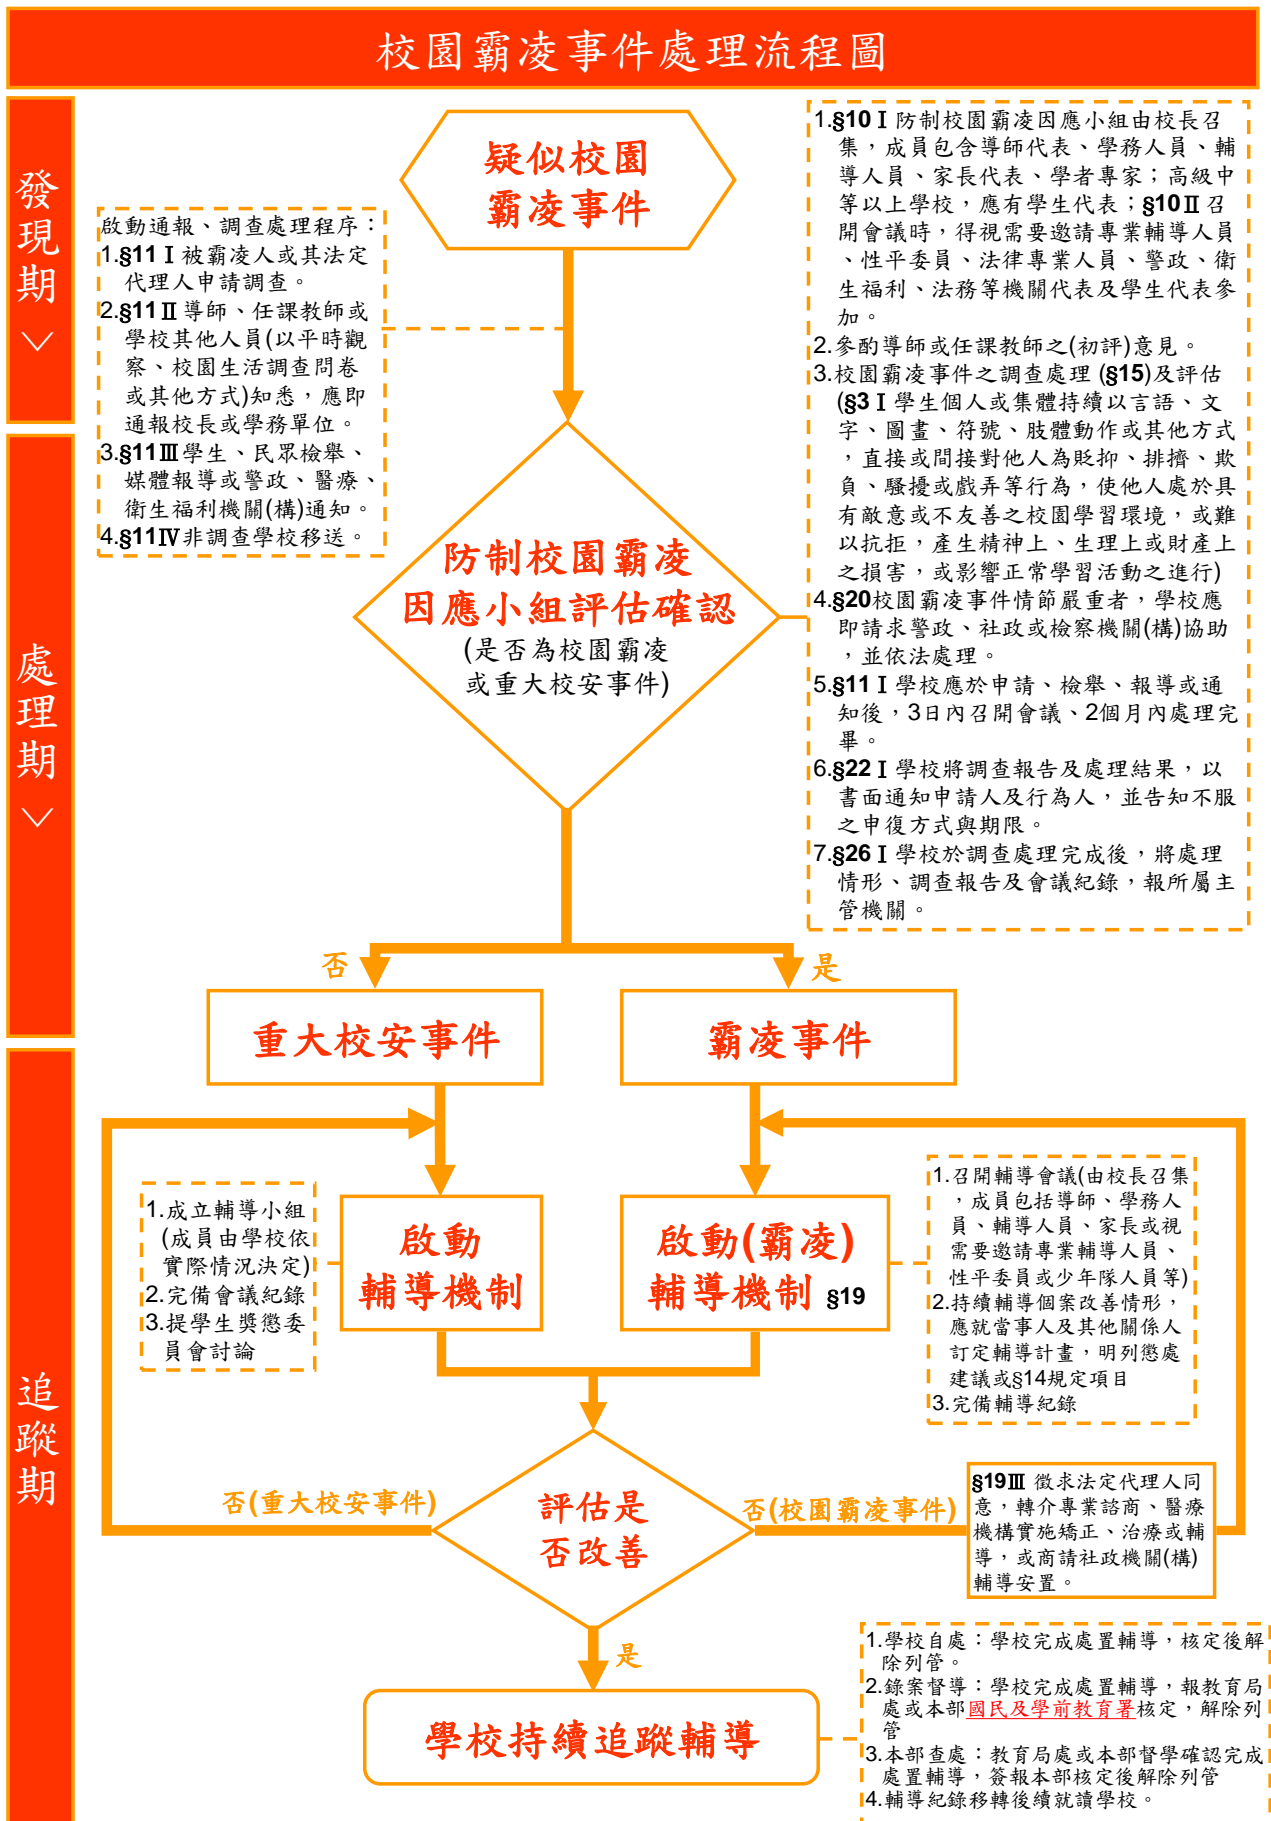 校園霸凌事件處理流程圖
發現期 ﹀
疑似校園
霸凌事件
啟動通報、調查處理程序：
1.§11Ⅰ被霸凌人或其法定
代理人申請調查。
2.§11Ⅱ導師、任課教師或
學校其他人員(以平時觀
察、校園生活調查問卷
或其他方式)知悉，應即
通報校長或學務單位。
3.§11Ⅲ學生、民眾檢舉、
媒體報導或警政、醫療、
衛生福利機關(構)通知。
4.§11Ⅳ非調查學校移送。
1.§10Ⅰ防制校園霸凌因應小組由校長召
集，成員包含導師代表、學務人員、輔
導人員、家長代表、學者專家；高級中
等以上學校，應有學生代表；§10Ⅱ召
開會議時，得視需要邀請專業輔導人員
、性平委員、法律專業人員、警政、衛
生福利、法務等機關代表及學生代表參
加。
2.參酌導師或任課教師之(初評)意見。
3.校園霸凌事件之調查處理 (§15)及評估
(§3Ⅰ學生個人或集體持續以言語、文
字、圖畫、符號、肢體動作或其他方式
，直接或間接對他人為貶抑、排擠、欺
負、騷擾或戲弄等行為，使他人處於具
有敵意或不友善之校園學習環境，或難
以抗拒，產生精神上、生理上或財產上
之損害，或影響正常學習活動之進行)
4.§20校園霸凌事件情節嚴重者，學校應
即請求警政、社政或檢察機關(構)協助
，並依法處理。
5.§11Ⅰ學校應於申請、檢舉、報導或通
知後，3日內召開會議、2個月內處理完
畢。
6.§22Ⅰ學校將調查報告及處理結果，以
書面通知申請人及行為人，並告知不服
之申復方式與期限。
7.§26Ⅰ學校於調查處理完成後，將處理
情形、調查報告及會議紀錄，報所屬主
管機關。
處理期 ﹀
防制校園霸凌
因應小組評估確認
(是否為校園霸凌
或重大校安事件)
否
是
重大校安事件
霸凌事件
追蹤期
1.成立輔導小組
(成員由學校依
實際情況決定)
2.完備會議紀錄
3.提學生獎懲委
員會討論
啟動
輔導機制
啟動(霸凌)
輔導機制 §19
1.召開輔導會議(由校長召集
，成員包括導師、學務人
員、輔導人員、家長或視
需要邀請專業輔導人員、
性平委員或少年隊人員等)
2.持續輔導個案改善情形，
應就當事人及其他關係人
訂定輔導計畫，明列懲處
建議或§14規定項目
3.完備輔導紀錄
否(重大校安事件)
評估是
否改善
否(校園霸凌事件)
§19Ⅲ 徵求法定代理人同
意，轉介專業諮商、醫療
機構實施矯正、治療或輔
導，或商請社政機關(構)
輔導安置。
是
學校持續追蹤輔導
1.學校自處：學校完成處置輔導，核定後解
除列管。
2.錄案督導：學校完成處置輔導，報教育局
處或本部國民及學前教育署核定，解除列
管
3.本部查處：教育局處或本部督學確認完成
處置輔導，簽報本部核定後解除列管
4.輔導紀錄移轉後續就讀學校。